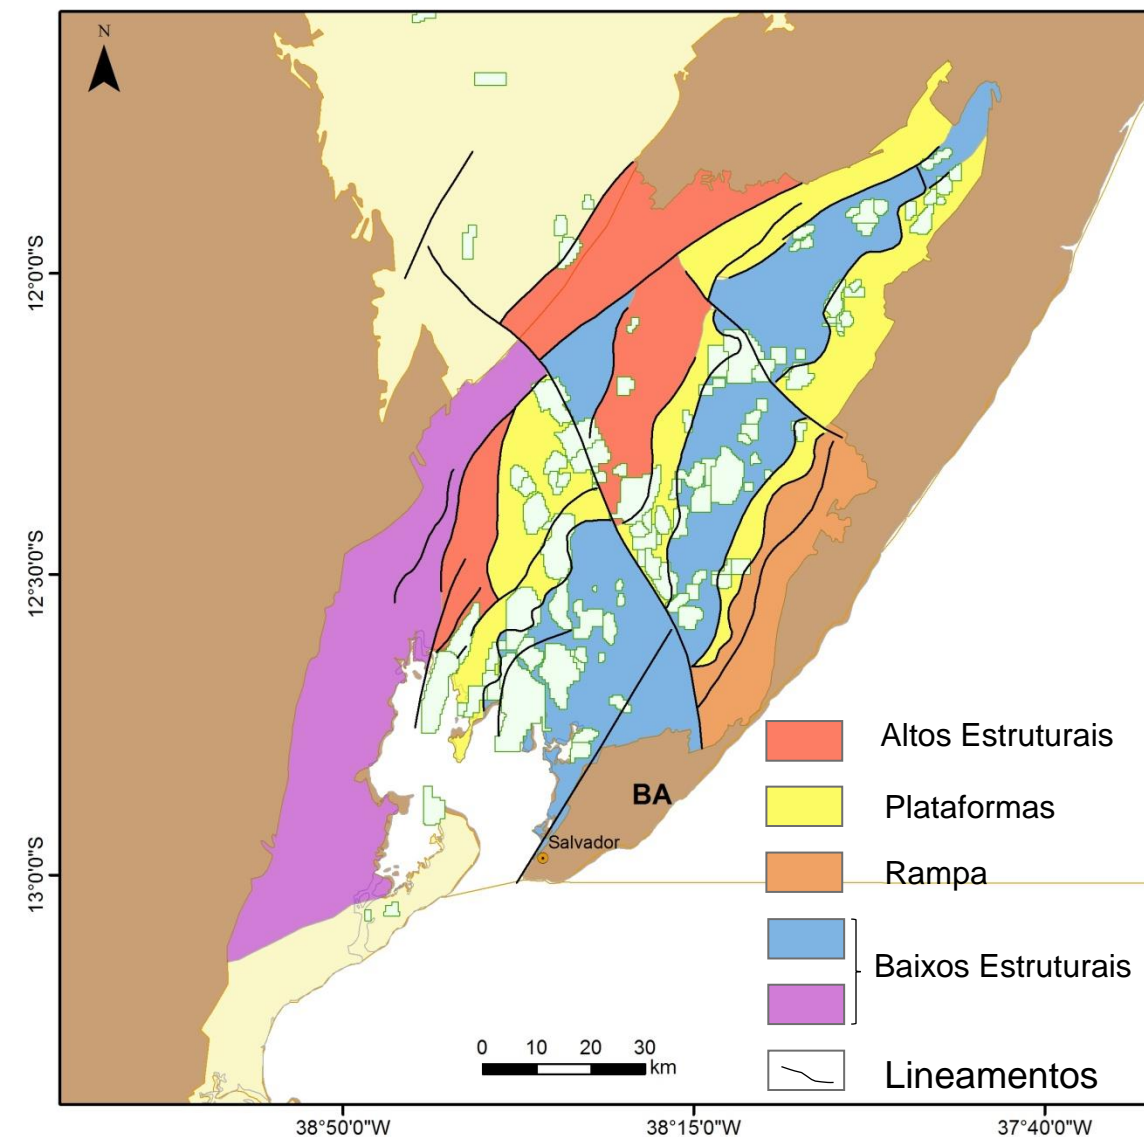 N
12°0'0"S
12°30'0"S
13°0'0"S
BA
Salvador
Altos Estruturais
Plataformas
Rampa
Baixos Estruturais
Lineamentos
0 10 20 30
km
38°50'0"W 38°15'0"W 37°40'0"W